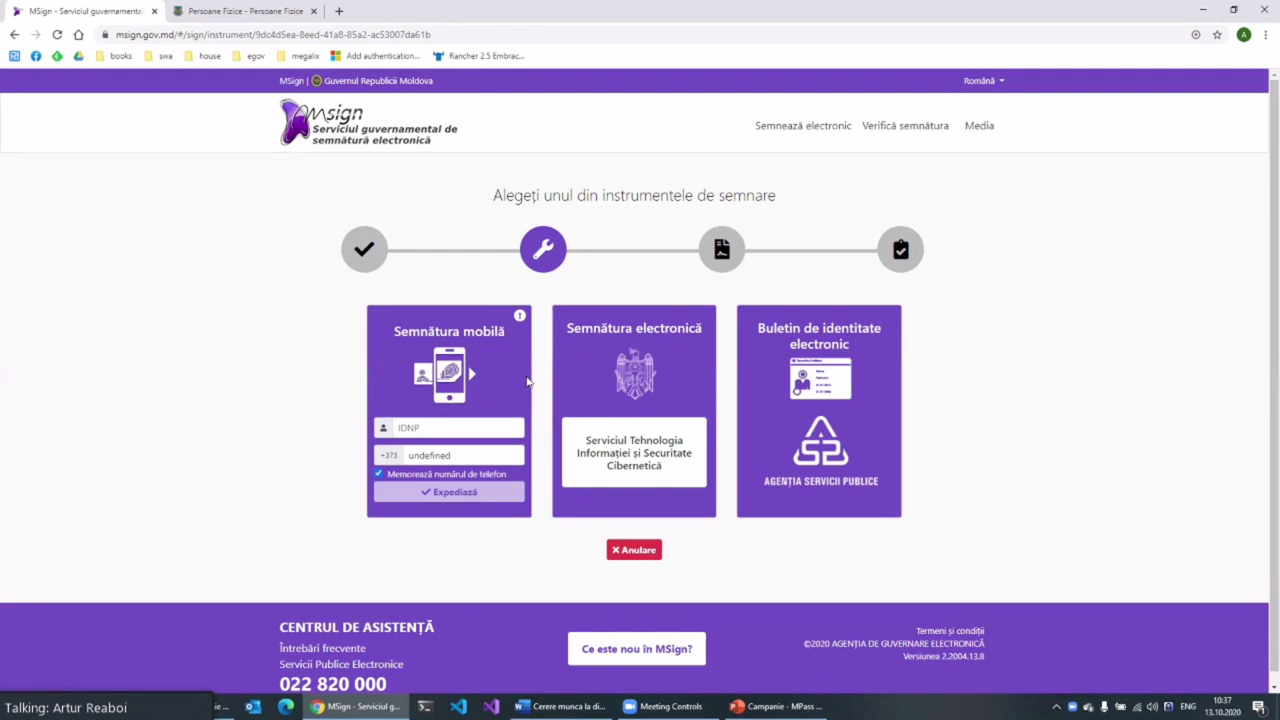 MSign - Serviciul guvernamental
Persoane Fizice - Persoane Fizice
msign.gov.md/#/sign/instrument/9dc4d5ea-8eed-41a8-85a2-ac53007da61b
A
books
swa
house
egov
megalix
Add authentication...
Rancher 2.5 Embrac...
MSign | Guvernul Republicii Moldova
Română
Msign
Serviciul guvernamental de
semnătură electronică
Semnează electronic
Verifică semnătura
Media
Alegeți unul din instrumentele de semnare
Semnătura mobilă
IDNP
+373 undefined
Memorează numărul de telefon
Expediază
Semnătura electronică
Serviciul Tehnologia
Informației și Securitate
Cibernetică
Buletin de identitate
electronic
AGENȚIA SERVICII PUBLICE
Anulare
CENTRUL DE ASISTENȚĂ
Întrebări frecvente
Servicii Publice Electronice
022 820 000
Ce este nou în MSign?
Termeni și condiții
©2020 AGENȚIA DE GUVERNARE ELECTRONICĂ
Versiunea 2.2004.13.8
Talking: Artur Reaboi
ie ...
MSign - Serviciul g...
Cerere munca la di...
Meeting Controls
Campanie - MPass ...
ENG
10:37
13.10.2020